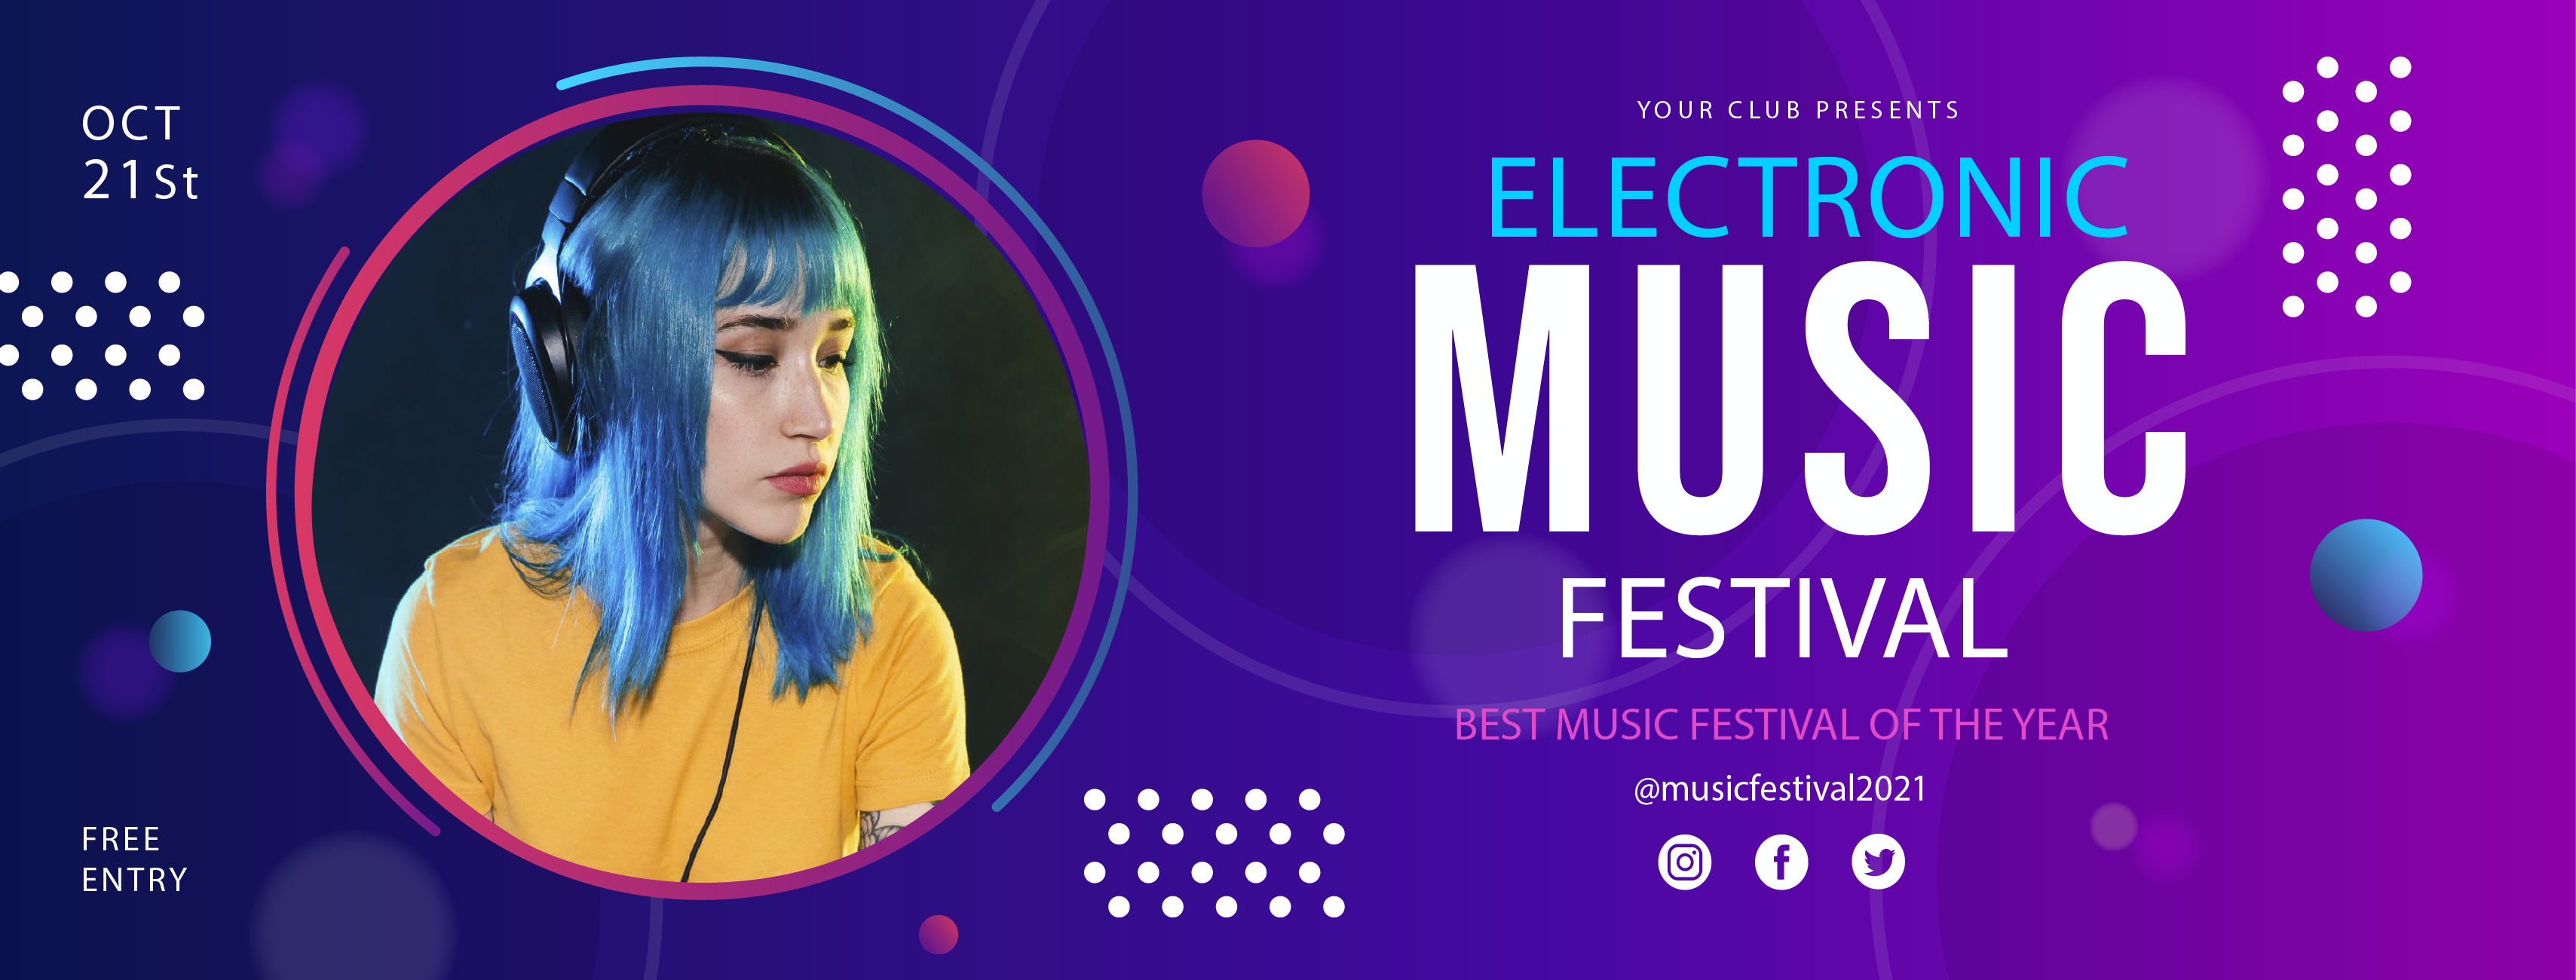 OCT
21St
FREE
ENTRY
YOUR CLUB PRESENTS
ELECTRONIC
MUSIC
FESTIVAL
BEST MUSIC FESTIVAL OF THE YEAR
@musicfestival2021